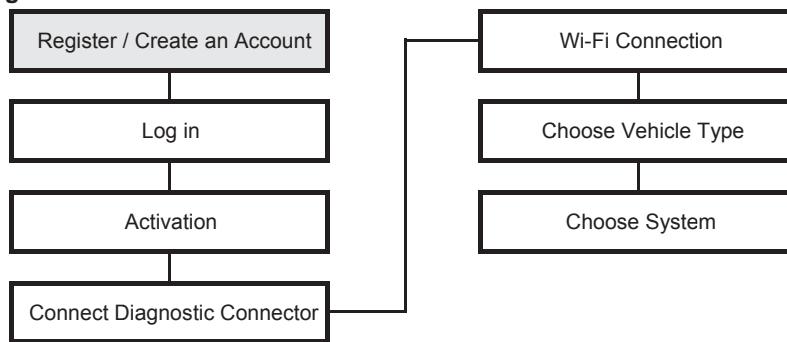 Register / Create an Account
Log in
Activation
Connect Diagnostic Connector
Wi-Fi Connection
Choose Vehicle Type
Choose System